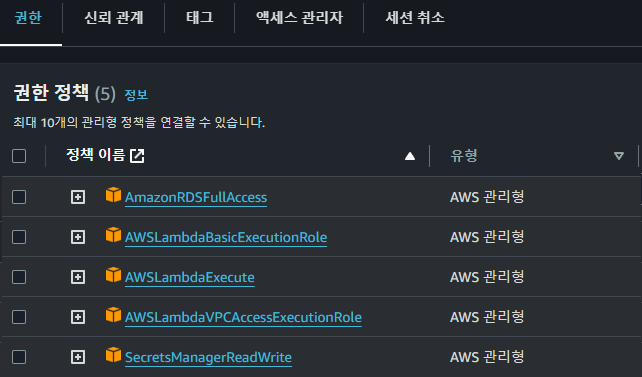 권한 신뢰 관계 태그 액세스 관리자 세션 취소
권한 정책 (5) 정보
최대 10개의 관리형 정책을 연결할 수 있습니다.
정책 이름 유형
AmazonRDSFullAccess AWS 관리형
AWSLambdaBasicExecutionRole AWS 관리형
AWSLambdaExecute AWS 관리형
AWSLambdaVPCAccessExecutionRole AWS 관리형
SecretsManagerReadWrite AWS 관리형